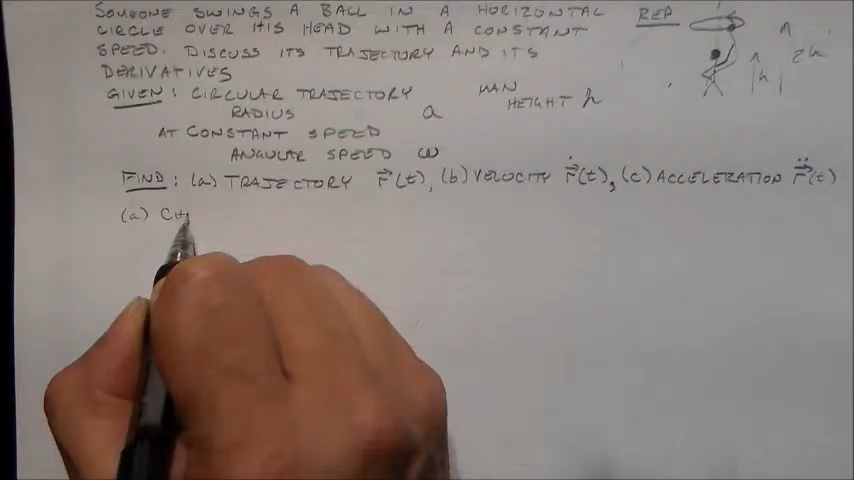 SOMEONE SWINGS A BALL IN A HORIZONTAL
CIRCLE OVER HIS HEAD WITH A CONSTANT
SPEED. DISCUSS ITS TRAJECTORY AND ITS
DERIVATIVES
REP
h
2h
GIVEN: CIRCULAR TRAJECTORY MAN
RADIUS a HEIGHT h
AT CONSTANT SPEED
ANGULAR SPEED ω
FIND: (a) TRAJECTORY r⃗(t), (b) VELOCITY ṙ⃗(t), (c) ACCELERATION r̈⃗(t)
(a)